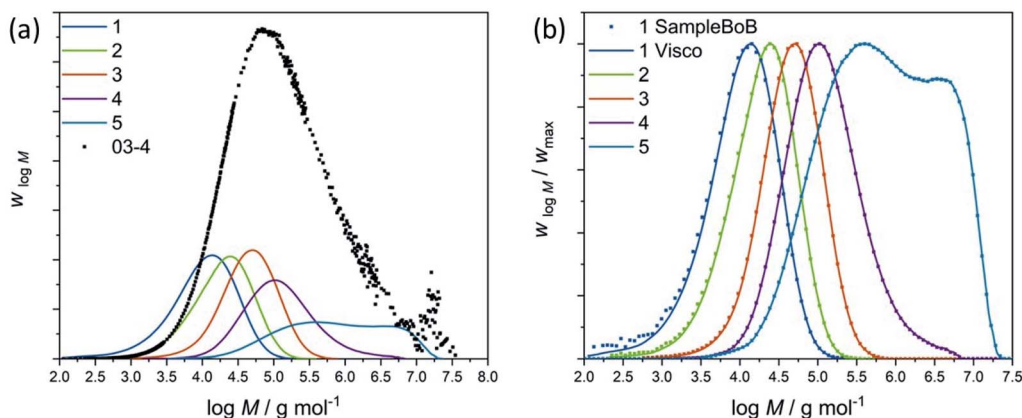 (a)
1
2
3
4
5
03-4
w log M
2.0 2.5 3.0 3.5 4.0 4.5 5.0 5.5 6.0 6.5 7.0 7.5 8.0
log M / g mol⁻¹
(b)
1 SampleBoB
1 Visco
2
3
4
5
w log M / w max
2.0 2.5 3.0 3.5 4.0 4.5 5.0 5.5 6.0 6.5 7.0 7.5
log M / g mol⁻¹